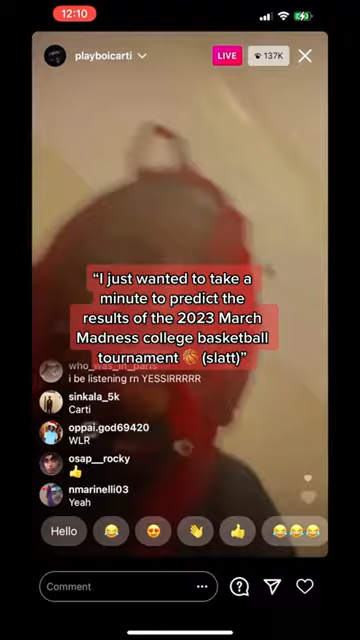 12:10
playboicarti
LIVE
137K
“I just wanted to take a
minute to predict the
results of the 2023 March
Madness college basketball
tournament 🏀 (slatt)”
who_was_in_paris
i be listening rn YESSIRRRRR
sinkala_5k
Carti
oppai.god69420
WLR
osap__rocky
👍
nmarinelli03
Yeah
Hello 😂 😍 👋 👍 😂😂😂
Comment